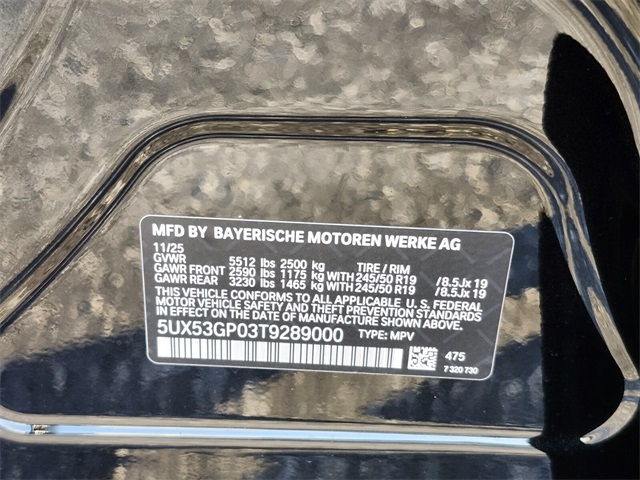 MFD BY BAYERISCHE MOTOREN WERKE AG
11/25
GVWR 5512 lbs 2500 kg TIRE / RIM
GAWR FRONT 2590 lbs 1175 kg WITH 245/50 R19 / 8.5Jx 19
GAWR REAR 3230 lbs 1465 kg WITH 245/50 R19 / 8.5Jx 19
THIS VEHICLE CONFORMS TO ALL APPLICABLE U. S. FEDERAL
MOTOR VEHICLE SAFETY AND THEFT PREVENTION STANDARDS
IN EFFECT ON THE DATE OF MANUFACTURE SHOWN ABOVE.
5UX53GP03T9289000 TYPE: MPV
475
7 320 730